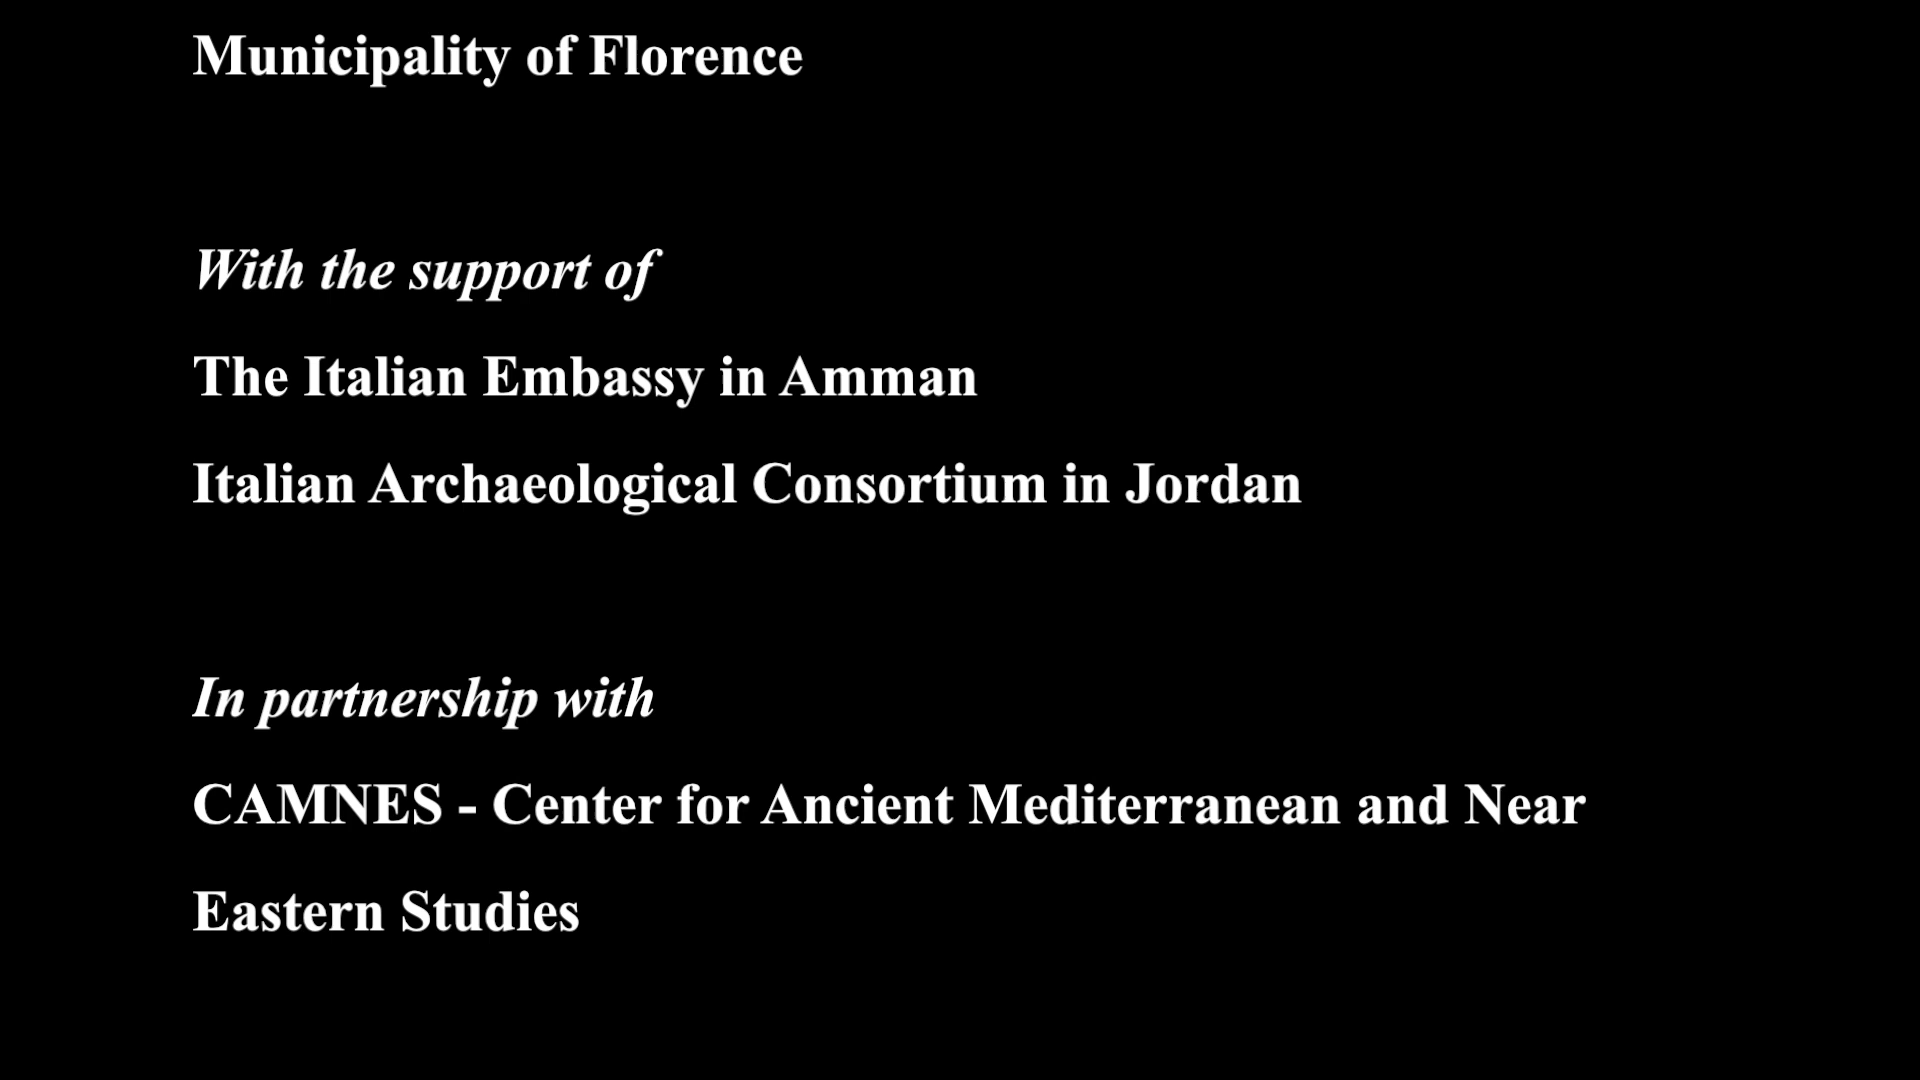 Municipality of Florence
With the support of
The Italian Embassy in Amman
Italian Archaeological Consortium in Jordan
In partnership with
CAMNES - Center for Ancient Mediterranean and Near
Eastern Studies